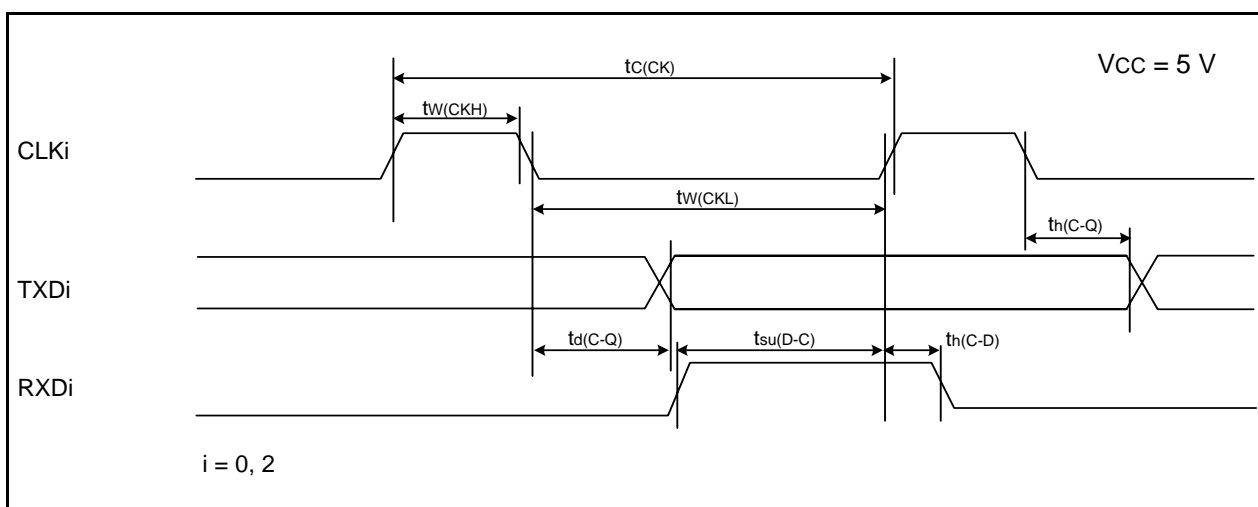 tC(CK)
VCC = 5 V
tW(CKH)
CLKi
tW(CKL)
th(C-Q)
TXDi
td(C-Q)
tsu(D-C)
th(C-D)
RXDi
i = 0, 2